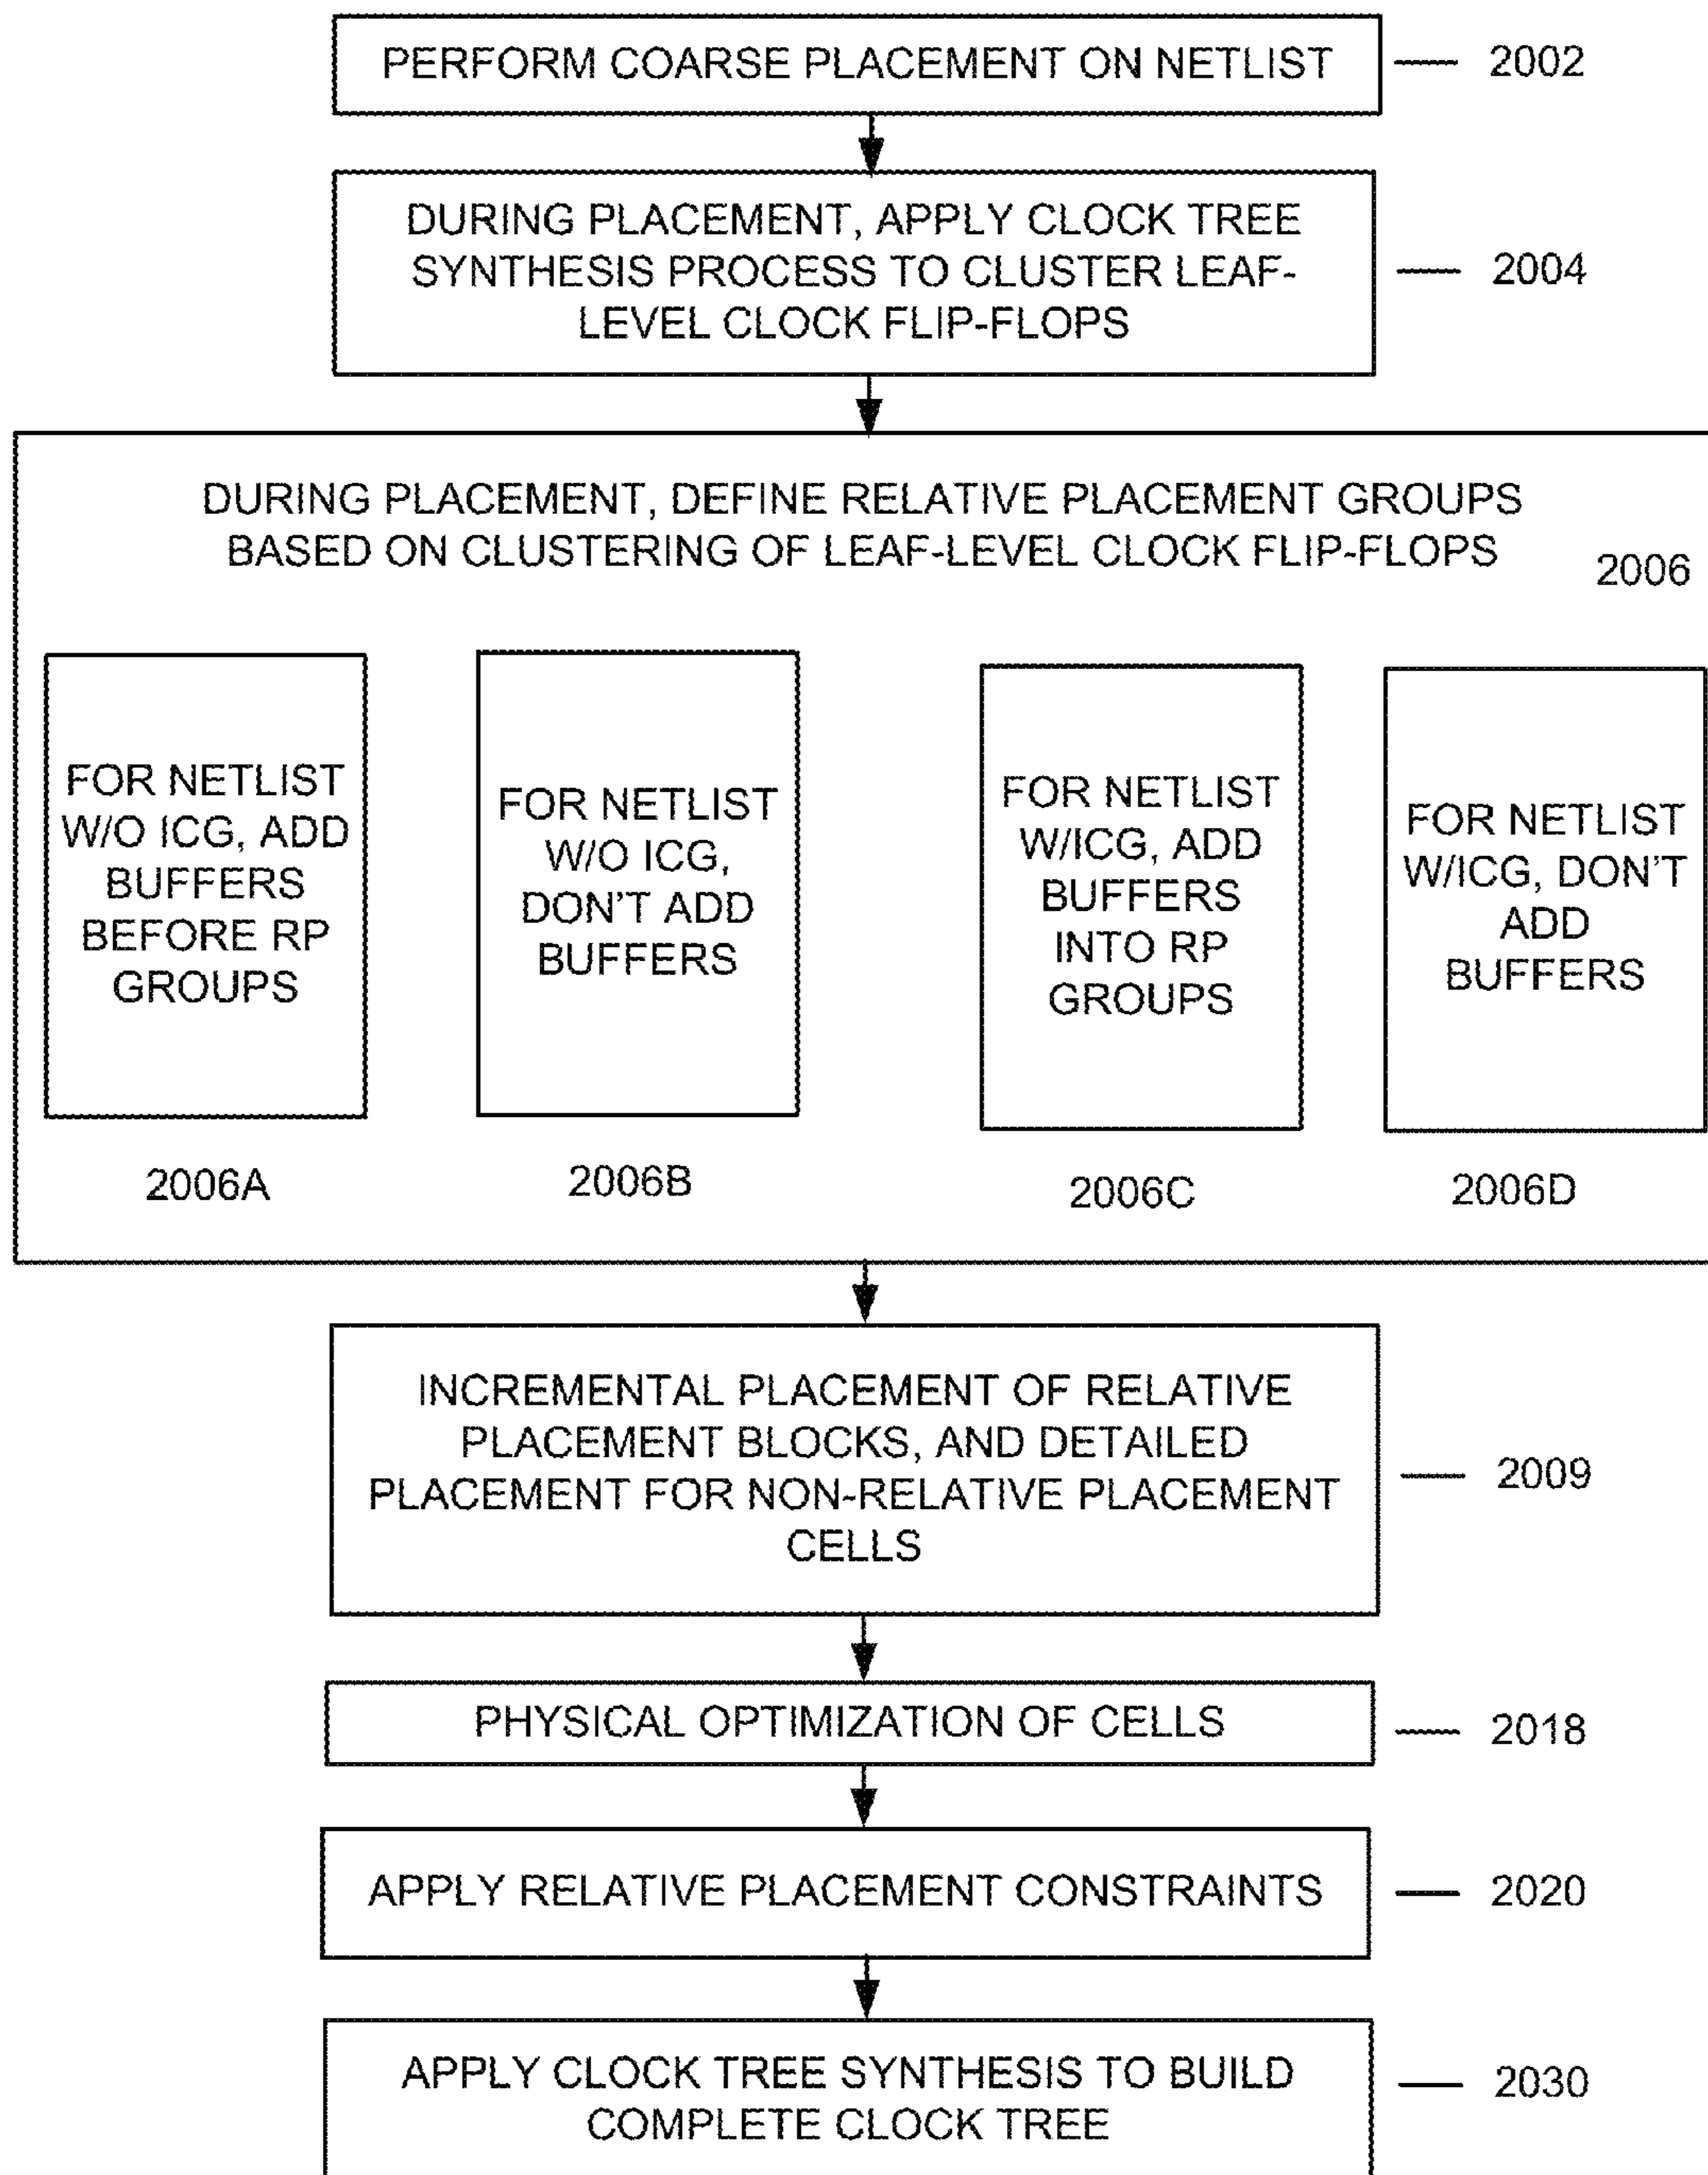 PERFORM COARSE PLACEMENT ON NETLIST
2002
DURING PLACEMENT, APPLY CLOCK TREE
SYNTHESIS PROCESS TO CLUSTER LEAF-
LEVEL CLOCK FLIP-FLOPS
2004
DURING PLACEMENT, DEFINE RELATIVE PLACEMENT GROUPS
BASED ON CLUSTERING OF LEAF-LEVEL CLOCK FLIP-FLOPS
2006
FOR NETLIST
W/O ICG, ADD
BUFFERS
BEFORE RP
GROUPS
2006A
FOR NETLIST
W/O ICG,
DON'T ADD
BUFFERS
2006B
FOR NETLIST
W/ICG, ADD
BUFFERS
INTO RP
GROUPS
2006C
FOR NETLIST
W/ICG, DON'T
ADD
BUFFERS
2006D
INCREMENTAL PLACEMENT OF RELATIVE
PLACEMENT BLOCKS, AND DETAILED
PLACEMENT FOR NON-RELATIVE PLACEMENT
CELLS
2009
PHYSICAL OPTIMIZATION OF CELLS
2018
APPLY RELATIVE PLACEMENT CONSTRAINTS
2020
APPLY CLOCK TREE SYNTHESIS TO BUILD
COMPLETE CLOCK TREE
2030